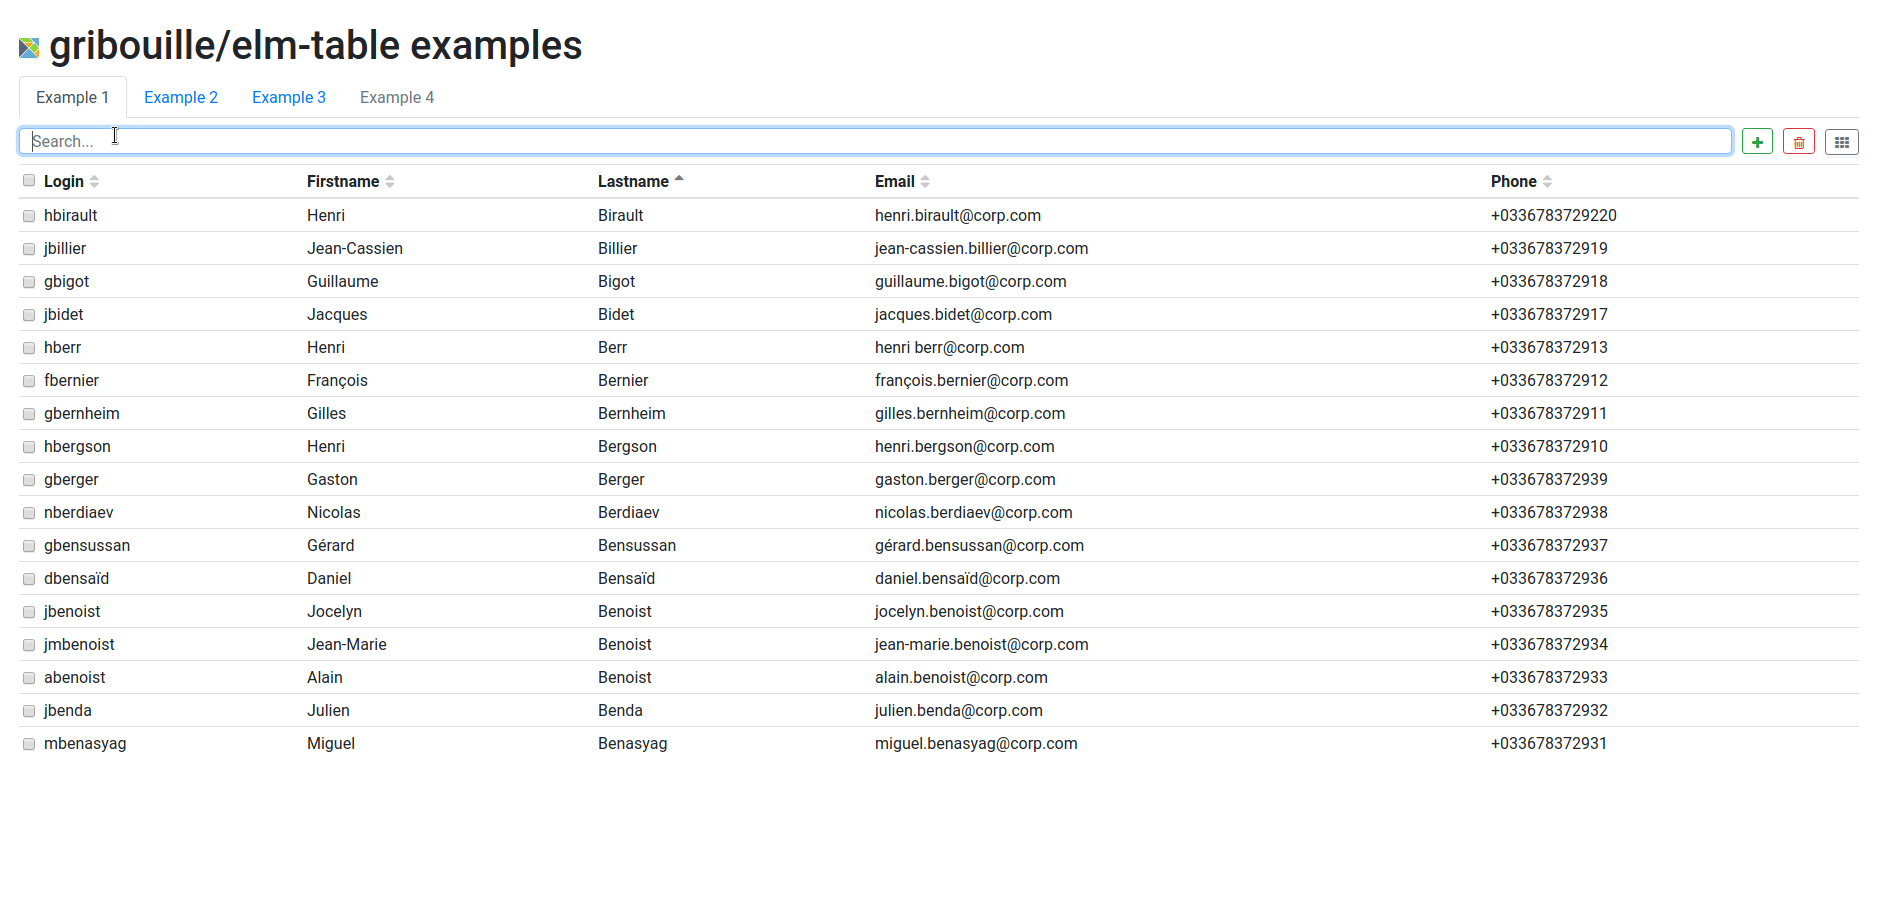 gribouille/elm-table examples
Example 1 Example 2 Example 3 Example 4
Search...
Login Firstname Lastname Email Phone
hbirault Henri Birault henri.birault@corp.com +0336783729220
jbillier Jean-Cassien Billier jean-cassien.billier@corp.com +033678372919
gbigot Guillaume Bigot guillaume.bigot@corp.com +033678372918
jbidet Jacques Bidet jacques.bidet@corp.com +033678372917
hberr Henri Berr henri berr@corp.com +033678372913
fbernier François Bernier françois.bernier@corp.com +033678372912
gbernheim Gilles Bernheim gilles.bernheim@corp.com +033678372911
hbergson Henri Bergson henri.bergson@corp.com +033678372910
gberger Gaston Berger gaston.berger@corp.com +033678372939
nberdiaev Nicolas Berdiaev nicolas.berdiaev@corp.com +033678372938
gbensussan Gérard Bensussan gérard.bensussan@corp.com +033678372937
dbensaïd Daniel Bensaïd daniel.bensaïd@corp.com +033678372936
jbenoist Jocelyn Benoist jocelyn.benoist@corp.com +033678372935
jmbenoist Jean-Marie Benoist jean-marie.benoist@corp.com +033678372934
abenoist Alain Benoist alain.benoist@corp.com +033678372933
jbenda Julien Benda julien.benda@corp.com +033678372932
mbenasyag Miguel Benasyag miguel.benasyag@corp.com +033678372931